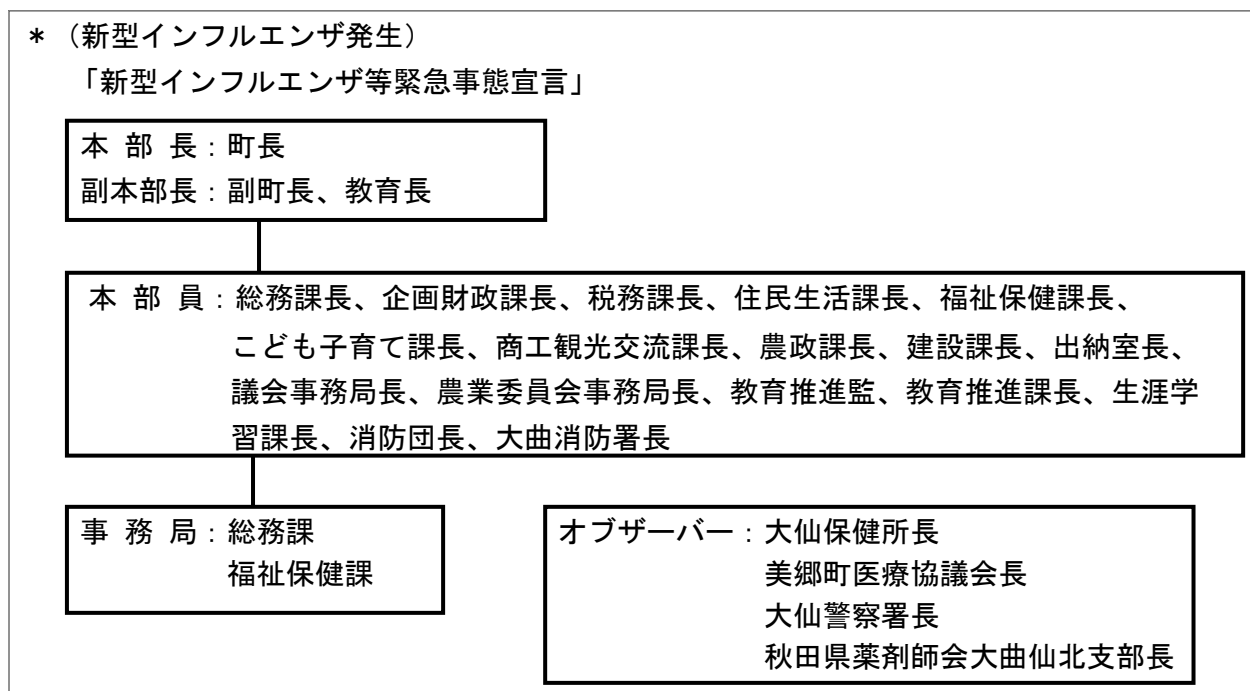 * （新型インフルエンザ発生）
「新型インフルエンザ等緊急事態宣言」
本 部 長：町長
副本部長：副町長、教育長
本 部 員：総務課長、企画財政課長、税務課長、住民生活課長、福祉保健課長、
こども子育て課長、商工観光交流課長、農政課長、建設課長、出納室長、
議会事務局長、農業委員会事務局長、教育推進監、教育推進課長、生涯学
習課長、消防団長、大曲消防署長
事 務 局：総務課
福祉保健課
オブザーバー：大仙保健所長
美郷町医療協議会長
大仙警察署長
秋田県薬剤師会大曲仙北支部長